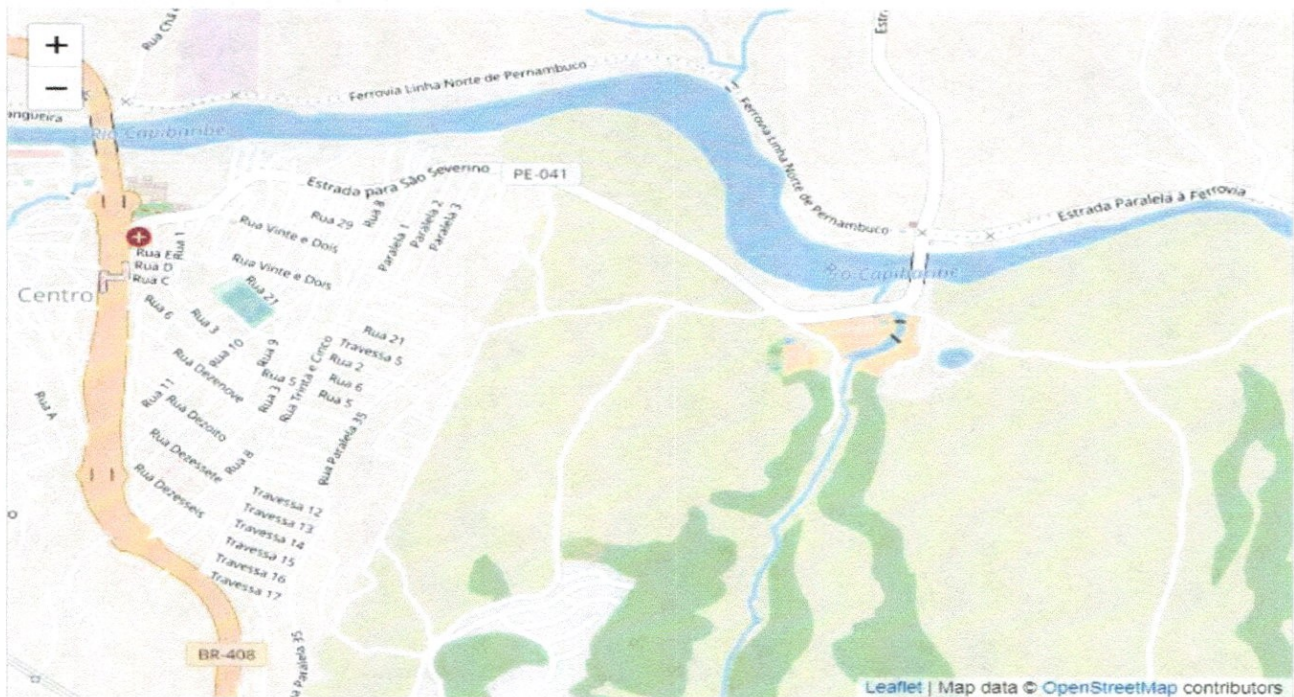 +
−
Rua Chã
Estr
angueira
Rio Capibaribe
Ferrovia Linha Norte de Pernambuco
Ferrovia Linha Norte de Pernambuco
Estrada para São Severino
PE-041
Estrada Paralela à Ferrovia
Rio Capibaribe
Rua 29
Rua 8
Paralela 1
Paralela 2
Paralela 3
Rua Vinte e Dois
Rua Vinte e Dois
Rua 1
Rua E
Rua D
Rua C
Centro
Rua 6
Rua 3
Rua 21
Rua 10
Rua 9
Rua 21
Travessa 5
Rua 2
Rua 6
Rua 5
Rua Trinta e Cinco
Rua Dezenove
Rua 5
Rua 3
Rua A
Rua 11
Rua Dezoito
Rua Dezessete
Rua 8
Rua Dezesseis
Rua Paralela 35
Travessa 12
Travessa 13
Travessa 14
Travessa 15
Travessa 16
Travessa 17
BR-408
a Paralela 35
Leaflet | Map data © OpenStreetMap contributors